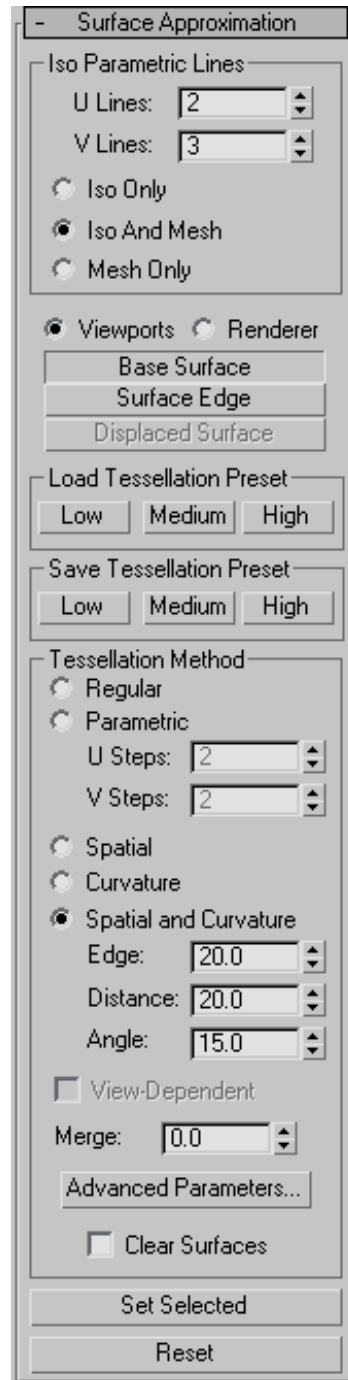 - Surface Approximation
Iso Parametric Lines
U Lines: 2
V Lines: 3
Iso Only
Iso And Mesh
Mesh Only
Viewports Renderer
Base Surface
Surface Edge
Displaced Surface
Load Tessellation Preset
Low Medium High
Save Tessellation Preset
Low Medium High
Tessellation Method
Regular
Parametric
U Steps: 2
V Steps: 2
Spatial
Curvature
Spatial and Curvature
Edge: 20.0
Distance: 20.0
Angle: 15.0
View-Dependent
Merge: 0.0
Advanced Parameters...
Clear Surfaces
Set Selected
Reset